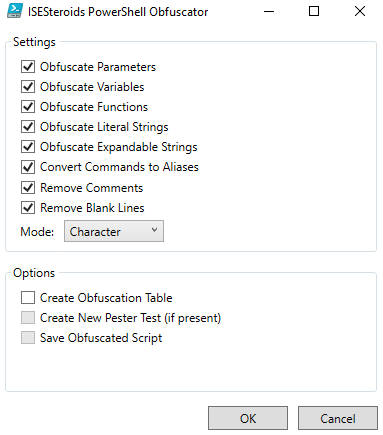 ISESteroids PowerShell Obfuscator
Settings
Obfuscate Parameters
Obfuscate Variables
Obfuscate Functions
Obfuscate Literal Strings
Obfuscate Expandable Strings
Convert Commands to Aliases
Remove Comments
Remove Blank Lines
Mode: Character
Options
Create Obfuscation Table
Create New Pester Test (if present)
Save Obfuscated Script
OK Cancel